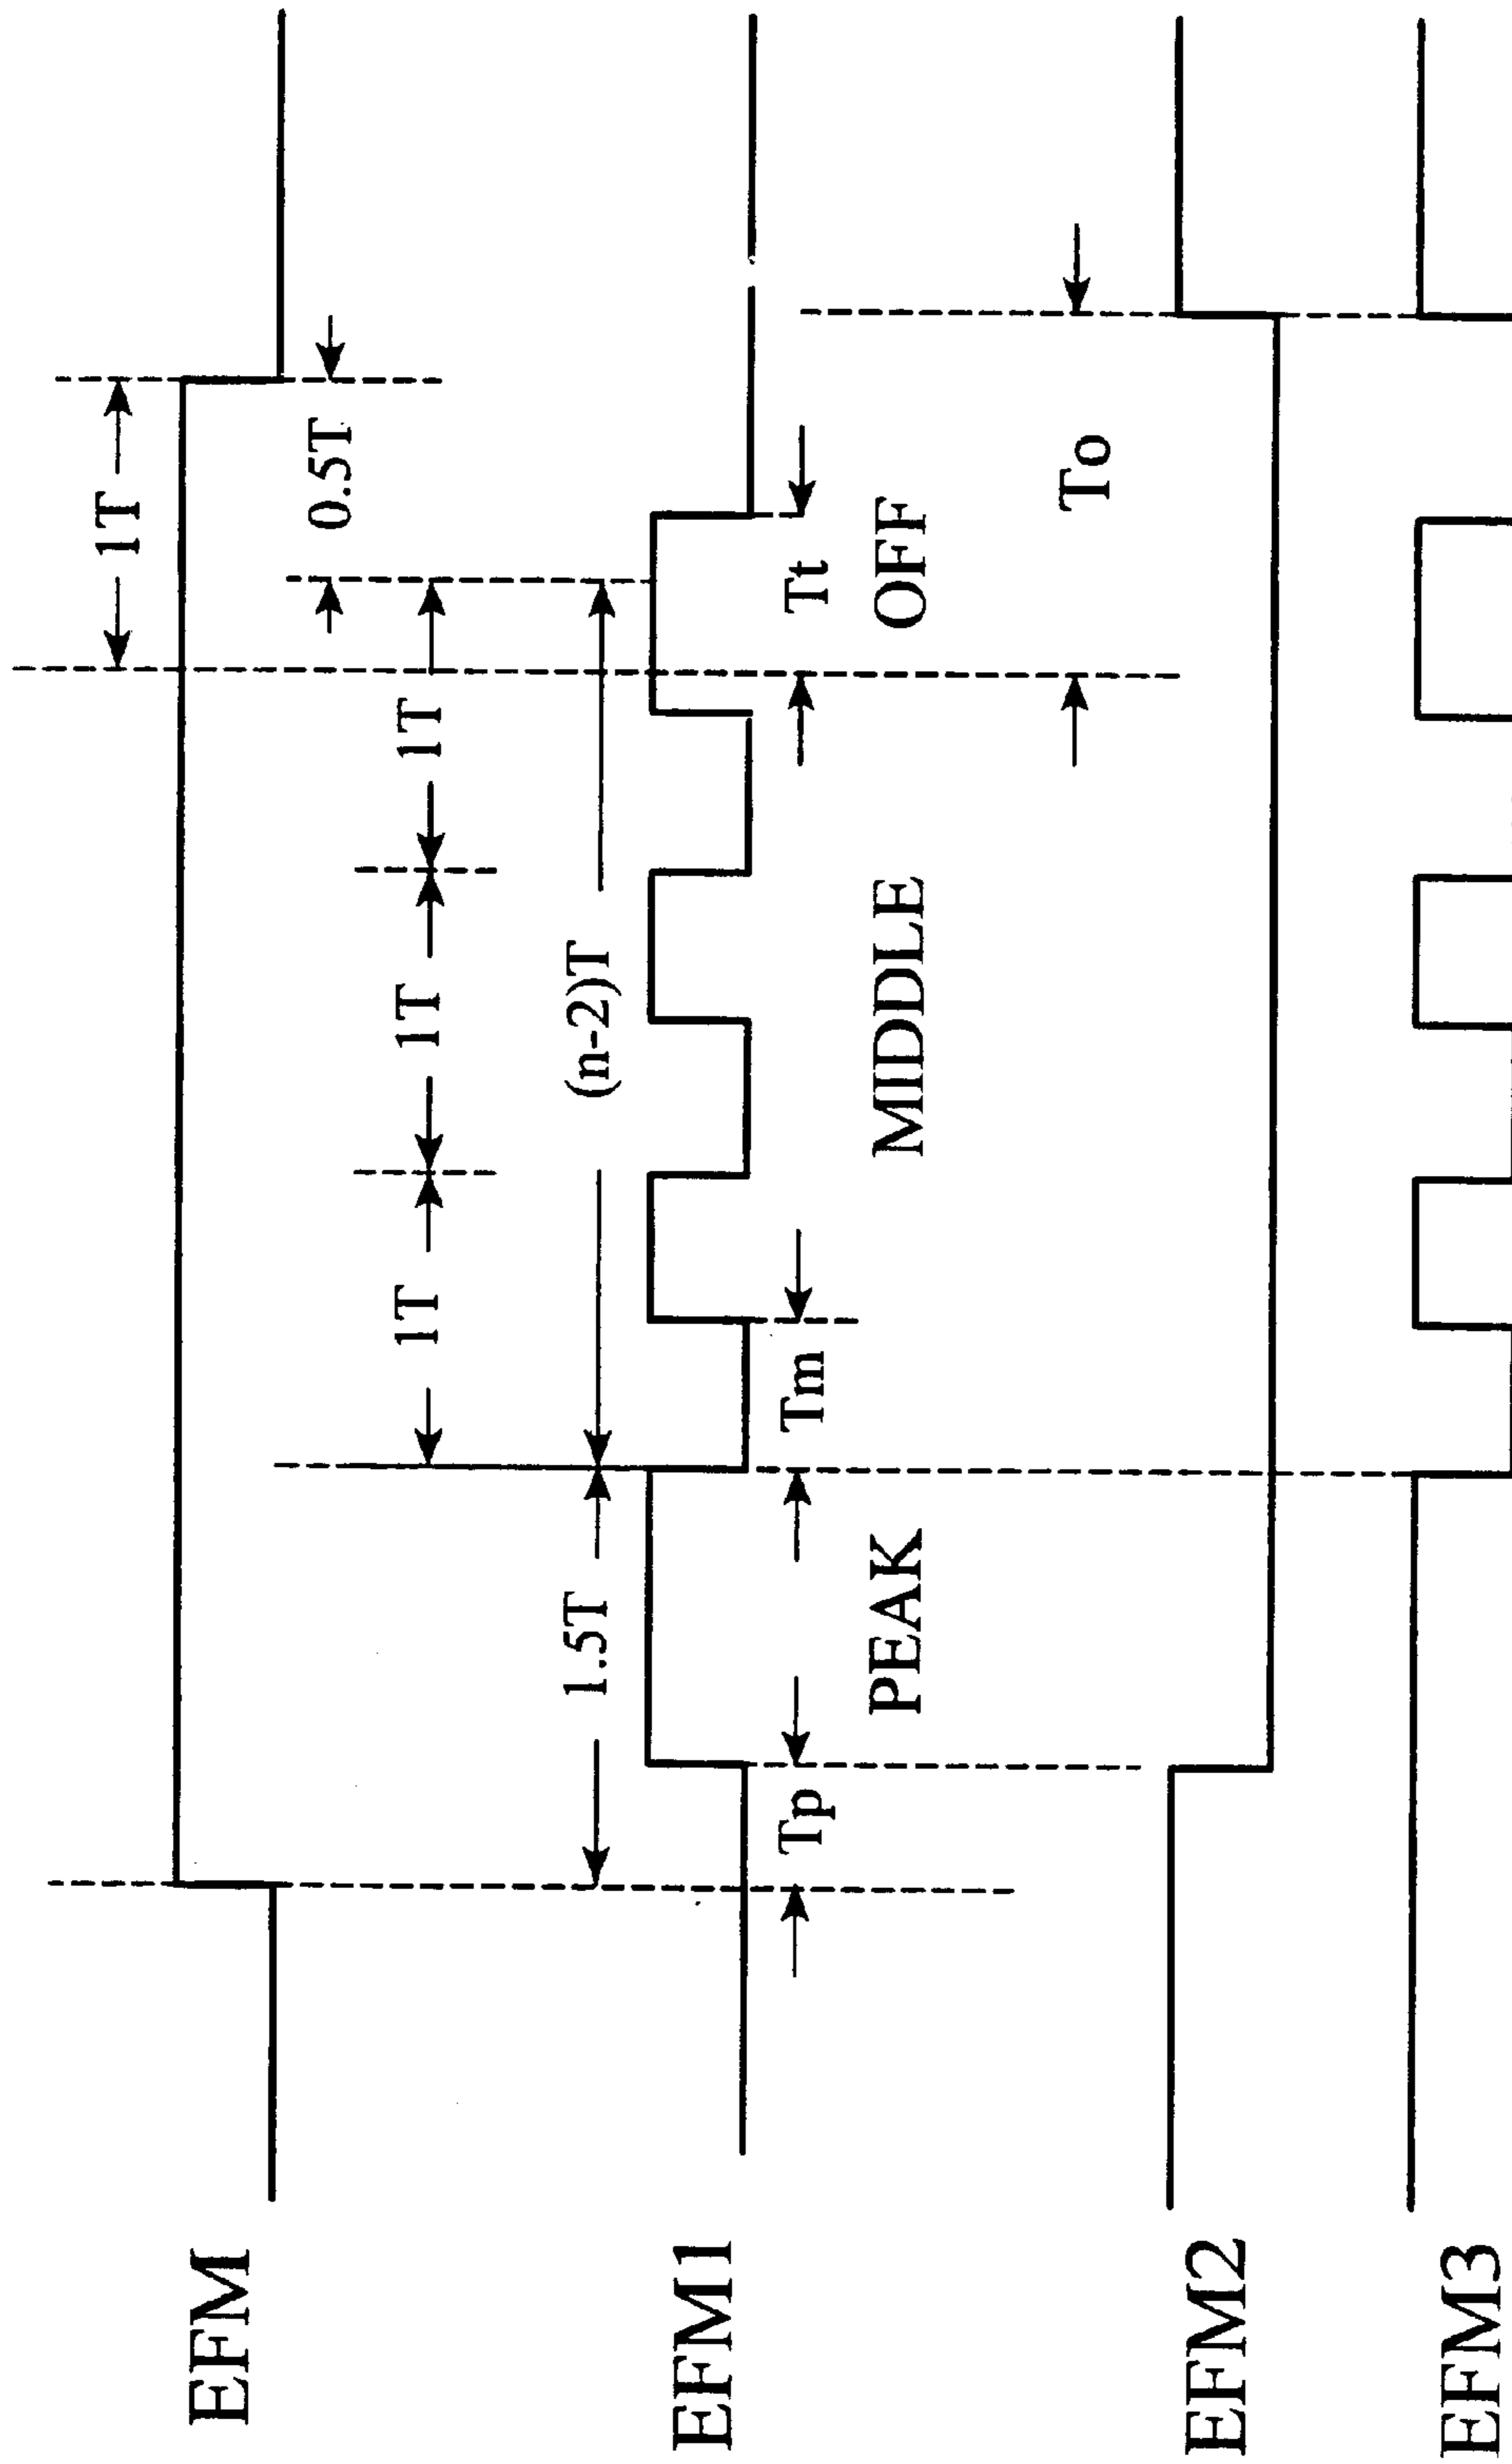 EFM
1T
0.5T
1T
1T
1T
EFM1
1.5T
(n-2)T
Tp
Tm
Tt
PEAK
MIDDLE
OFF
To
EFM2
EFM3